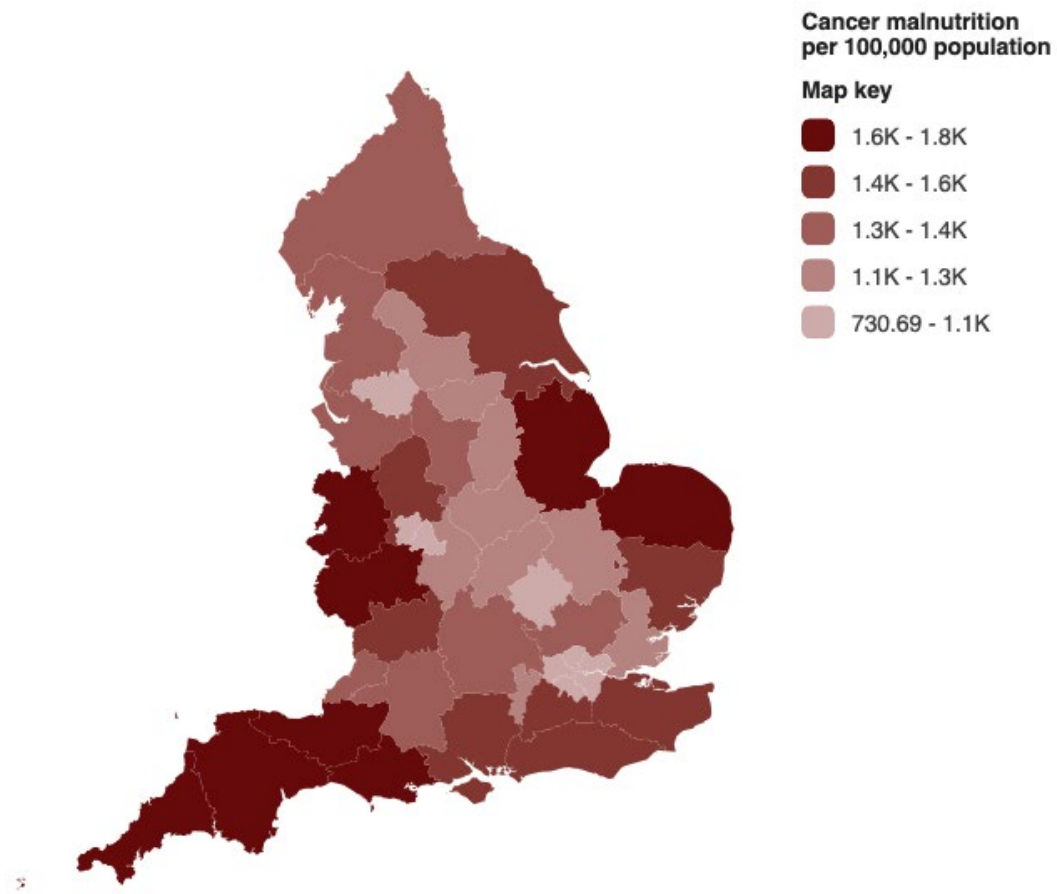 Cancer malnutrition
per 100,000 population
Map key
1.6K - 1.8K
1.4K - 1.6K
1.3K - 1.4K
1.1K - 1.3K
730.69 - 1.1K